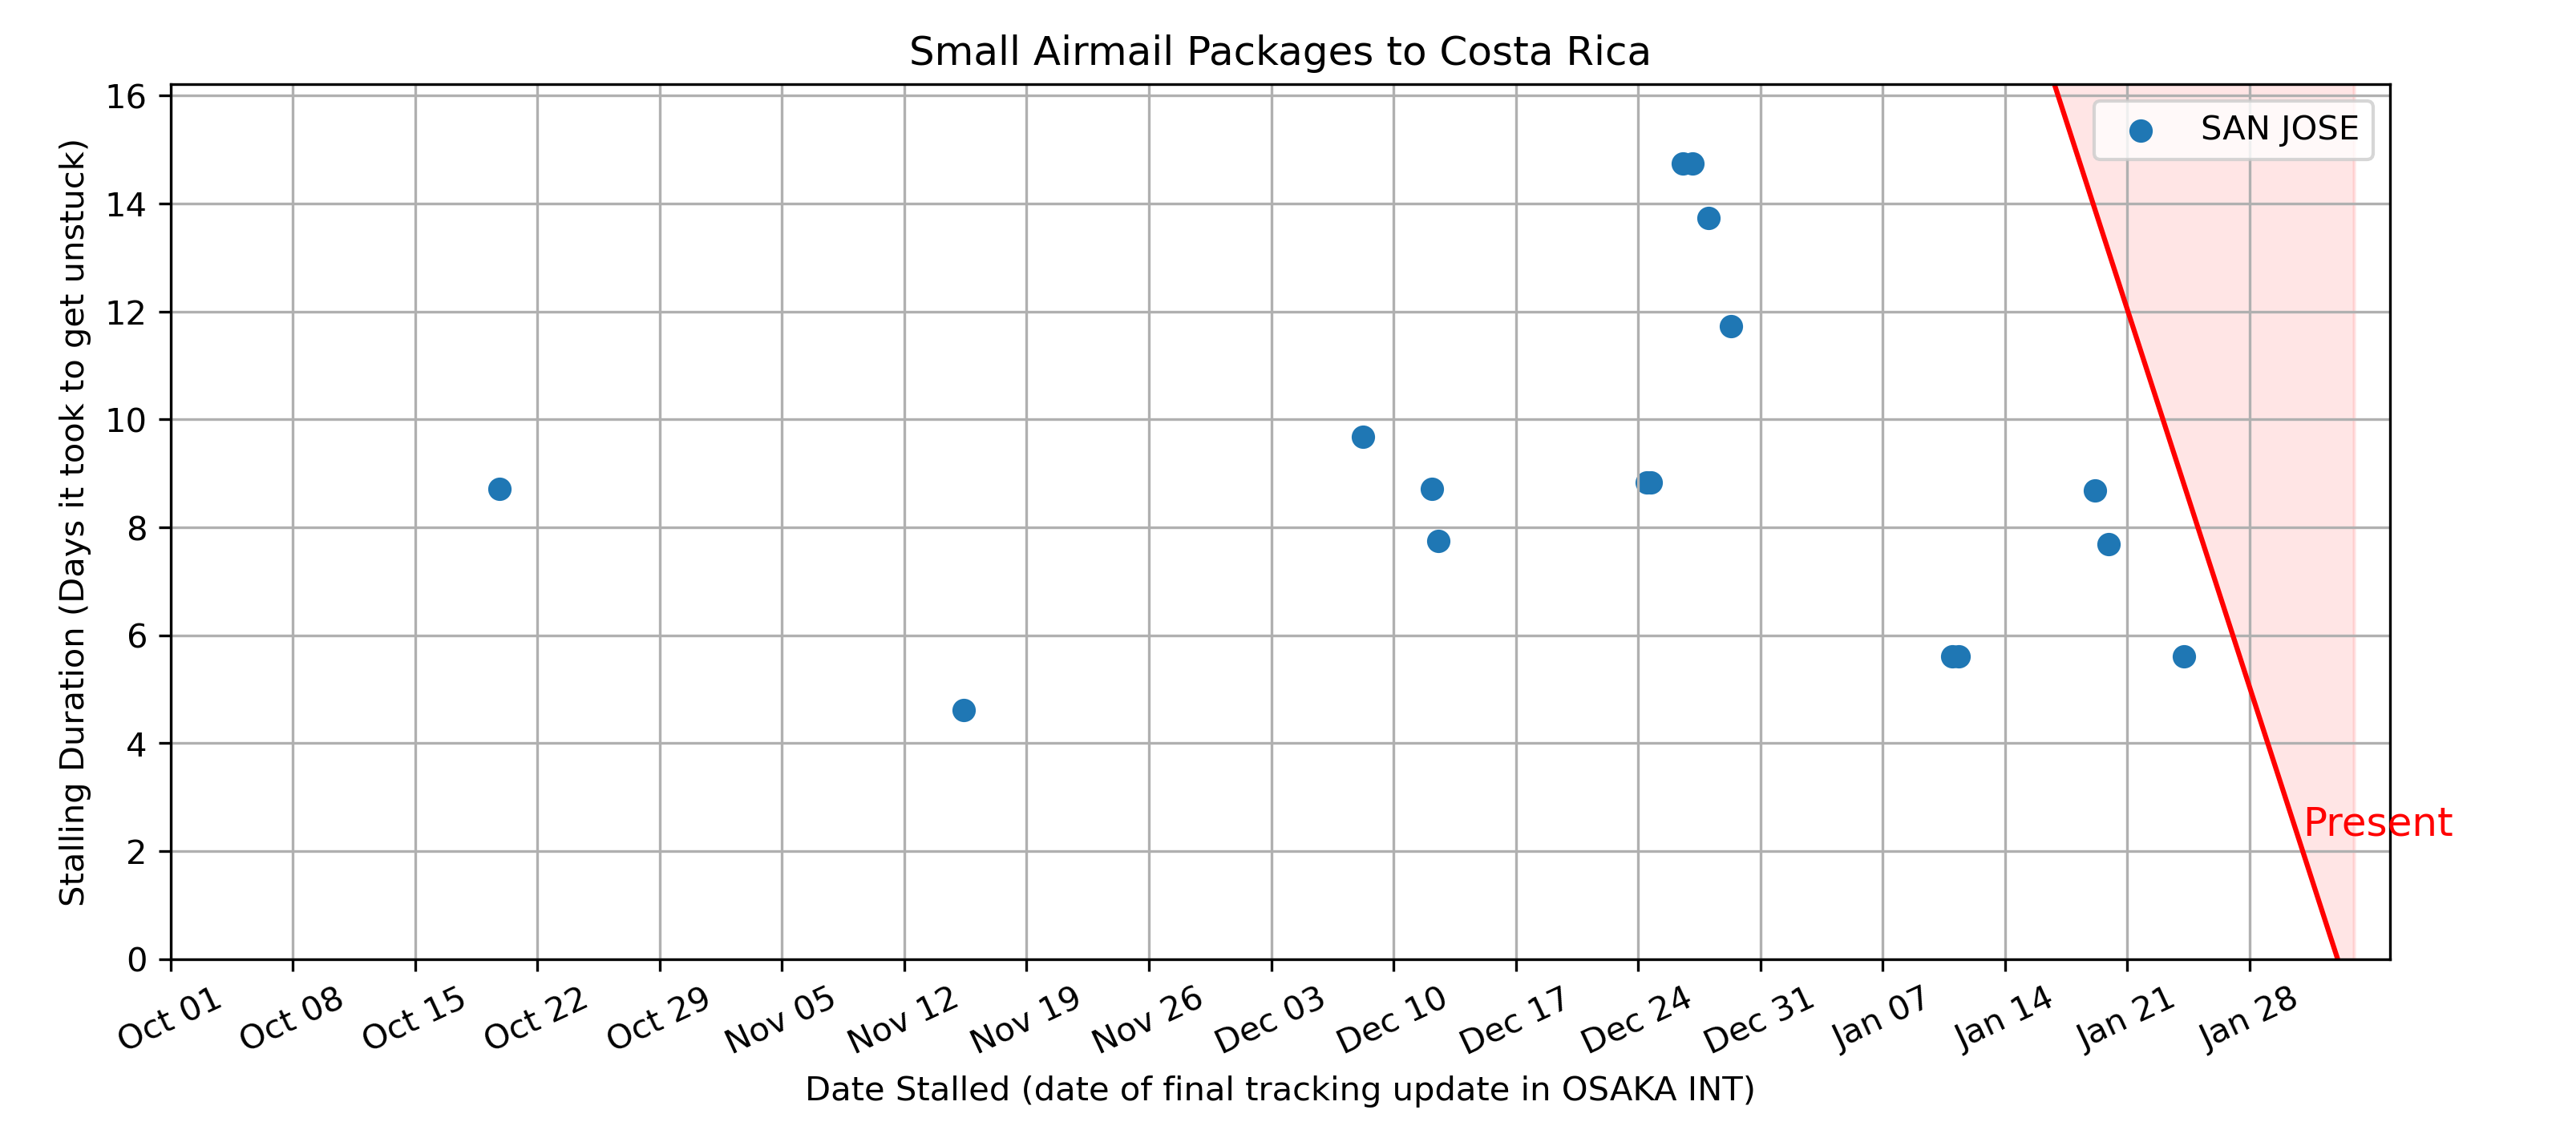 Small Airmail Packages to Costa Rica
SAN JOSE
16
14
12
10
8
6
4
2
0
Stalling Duration (Days it took to get unstuck)
Present
Oct 01
Oct 08
Oct 15
Oct 22
Oct 29
Nov 05
Nov 12
Nov 19
Nov 26
Dec 03
Dec 10
Dec 17
Dec 24
Dec 31
Jan 07
Jan 14
Jan 21
Jan 28
Date Stalled (date of final tracking update in OSAKA INT)